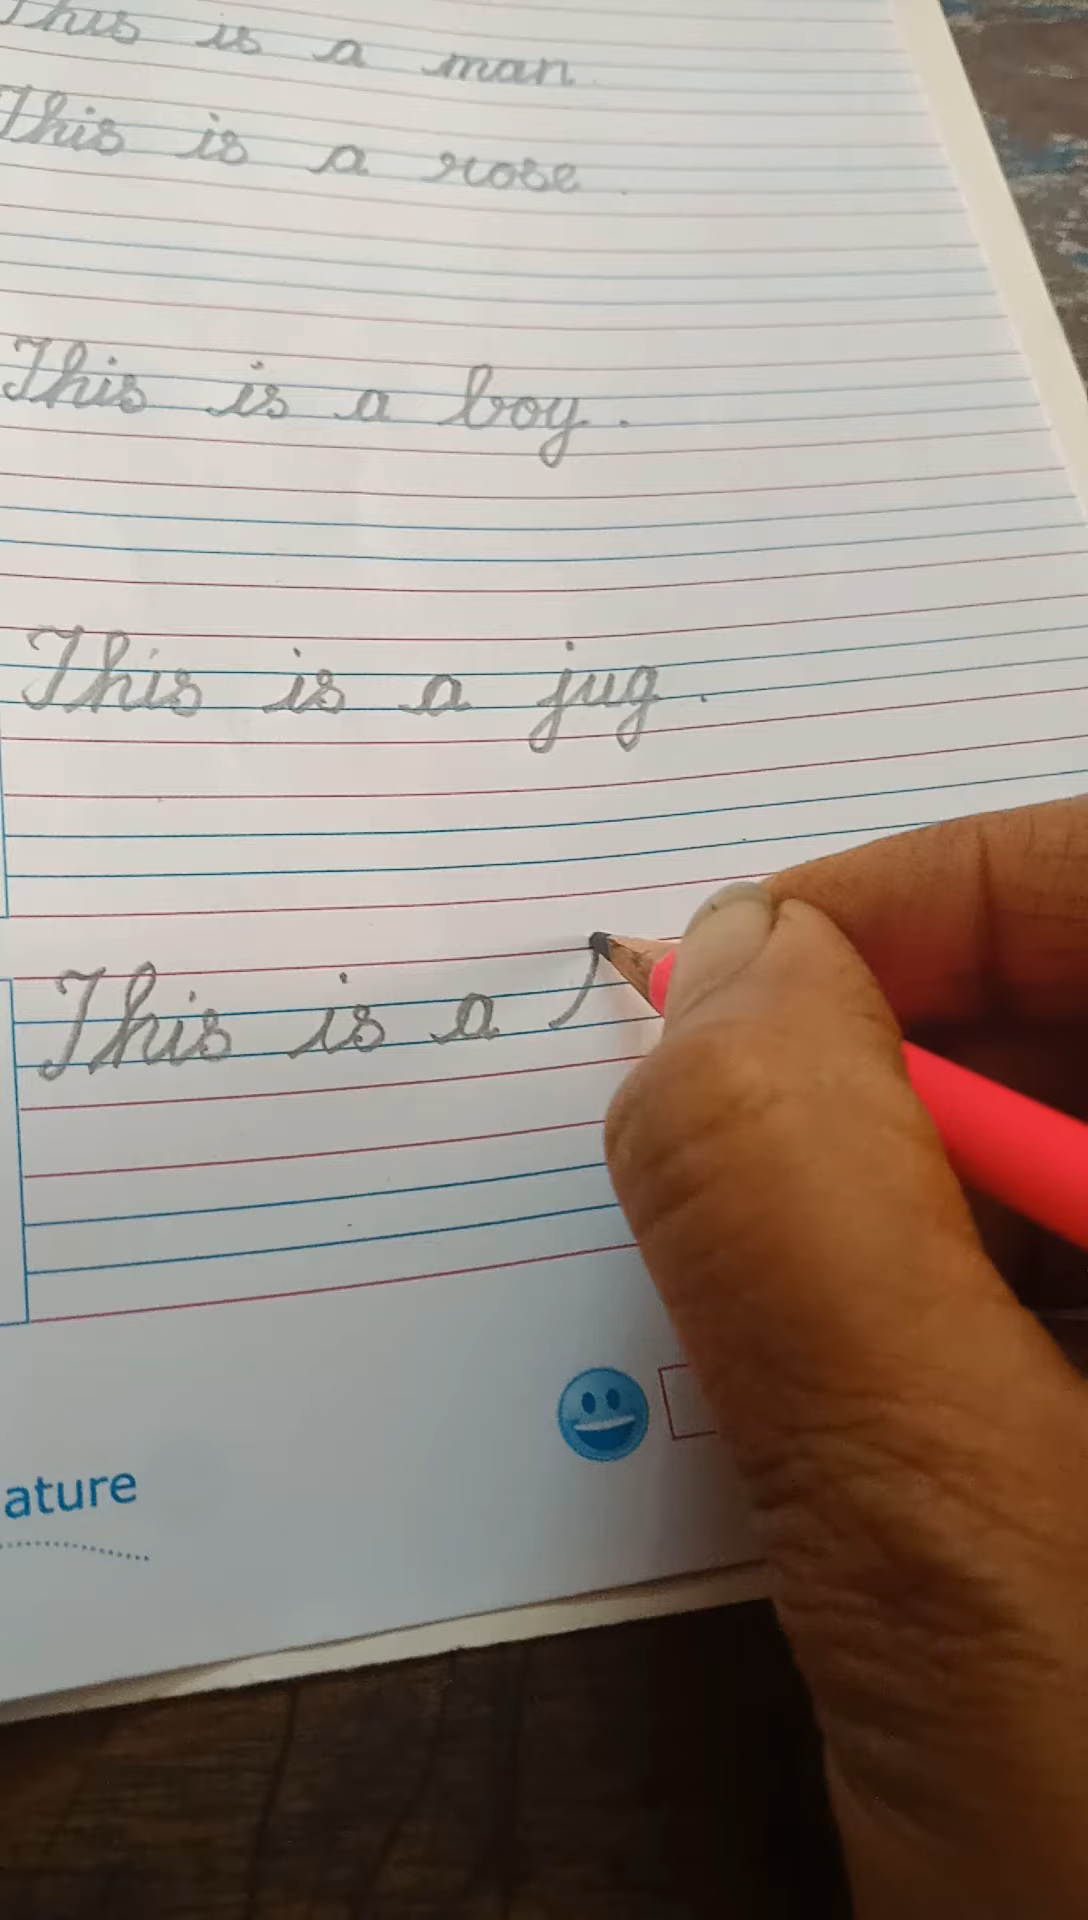 This is a man.
This is a rose.
This is a boy.
This is a jug.
This is a
ature